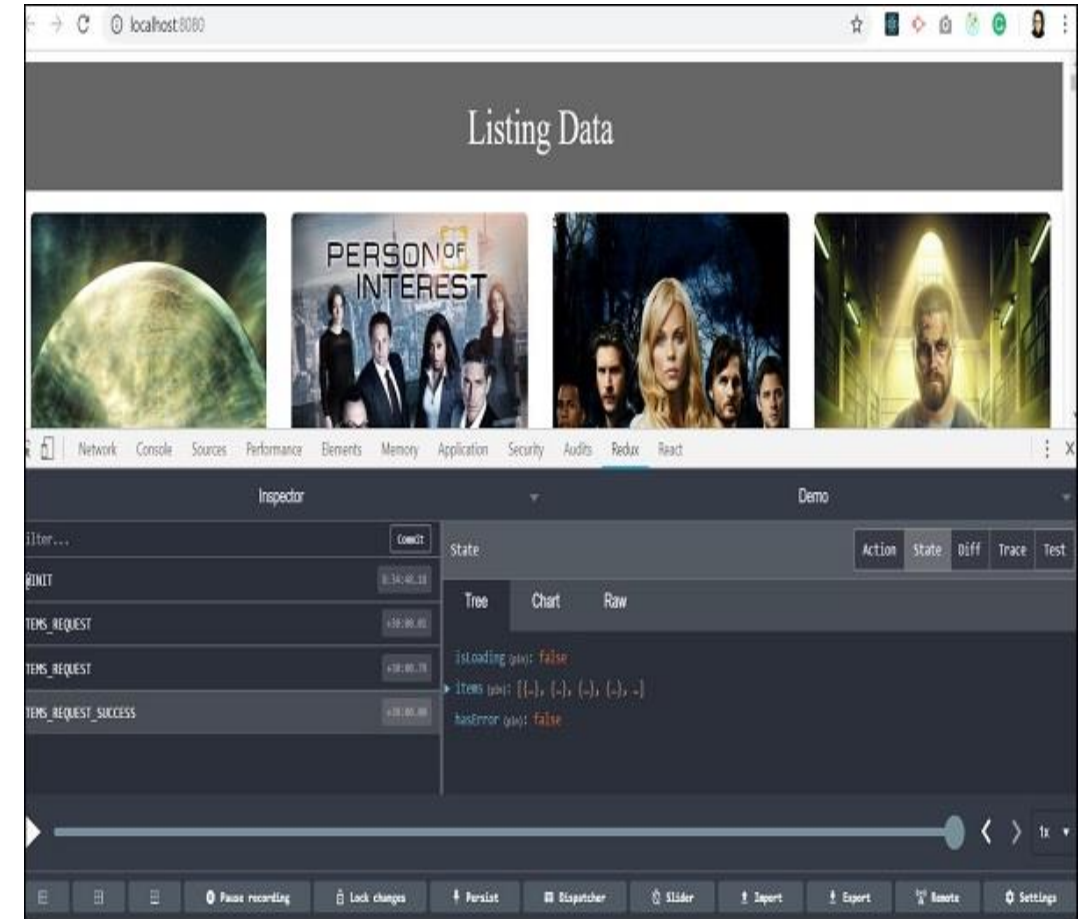 localhost:8080
Listing Data
PERSON OF
INTEREST
Network Console Sources Performance Elements Memory Application Security Audits Redux React
Inspector Demo
ilter... Commit
State Action State Diff Trace Test
@INIT
Tree Chart Raw
TEMS_REQUEST
isLoading (pin): false
TEMS_REQUEST
items (pin): [{…}, {…}, {…}, {…}, …]
TEMS_REQUEST_SUCCESS
hasError (pin): false
1x
Pause recording Lock changes Persist Dispatcher Slider Import Export Remote Settings